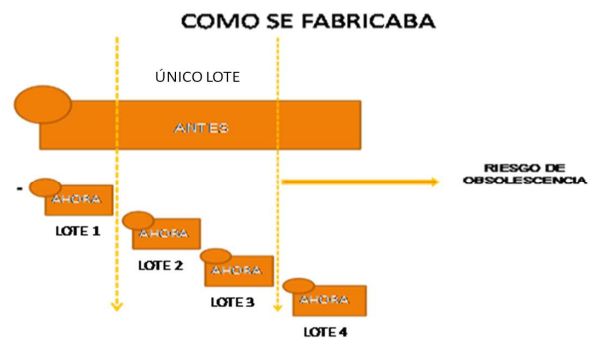 COMO SE FABRICABA
ÚNICO LOTE
ANTES
RIESGO DE
OBSOLESCENCIA
- AHORA
LOTE 1
AHORA
LOTE 2
AHORA
LOTE 3
AHORA
LOTE 4